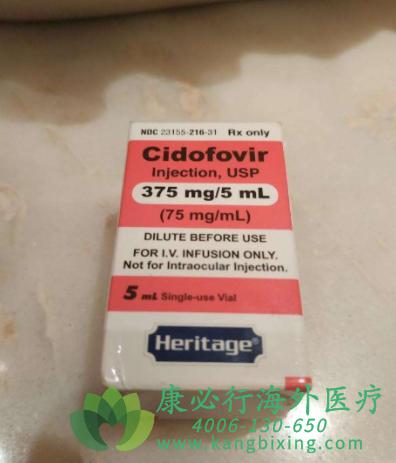 NDC 23155-216-31 Rx only
Cidofovir
Injection, USP
375 mg/5 mL
(75 mg/mL)
DILUTE BEFORE USE
FOR I.V. INFUSION ONLY.
Not for Intraocular Injection.
5 mL Single-use Vial
Heritage®
康必行海外医疗
4006-130-650
www.kangbixing.com